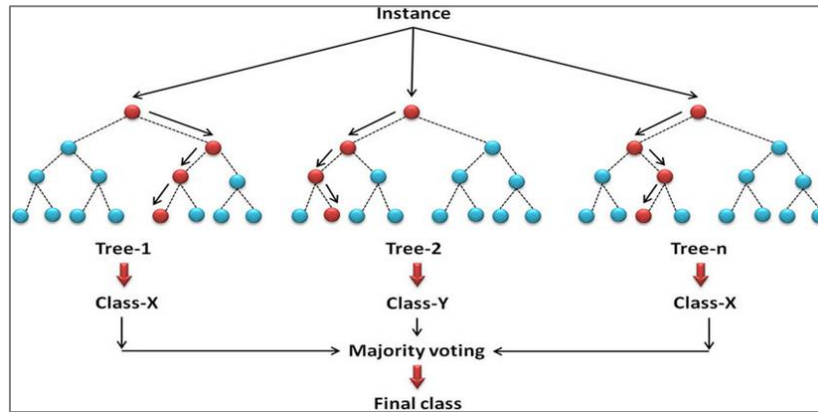 Instance
Tree-1
Tree-2
Tree-n
Class-X
Class-Y
Class-X
Majority voting
Final class